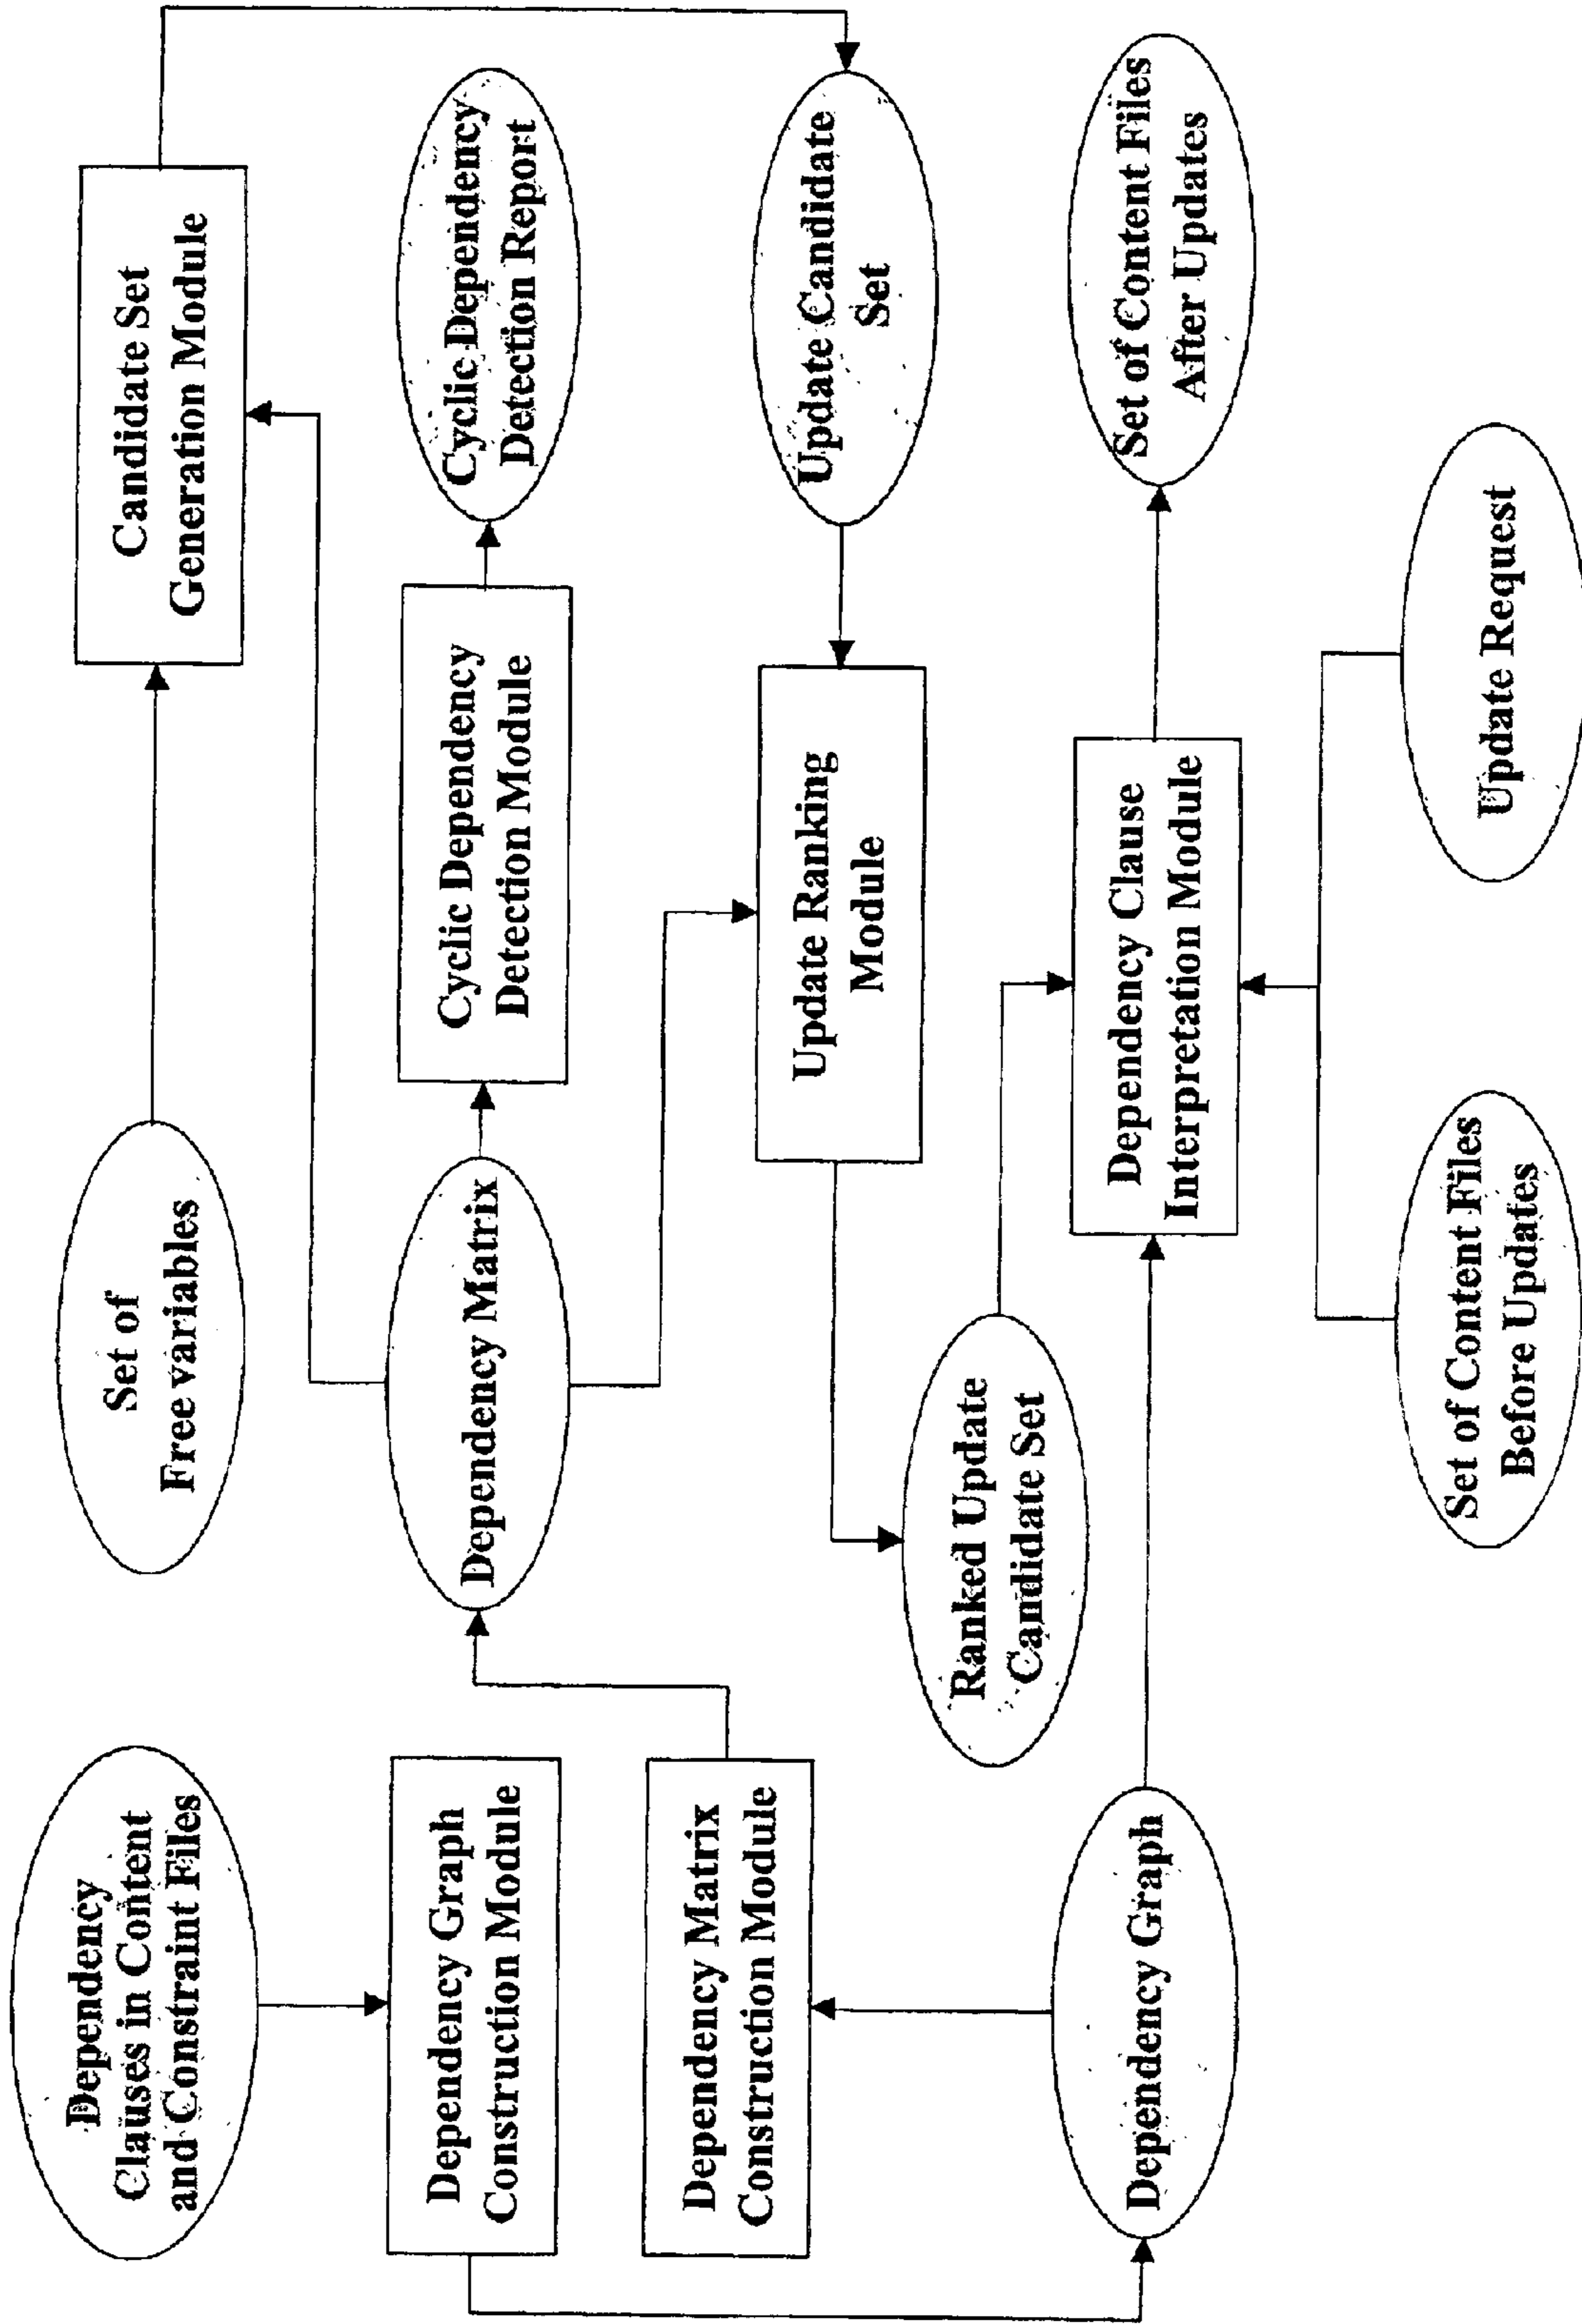 Dependency
Clauses in Content
and Constraint Files
Set of
Free variables
Candidate Set
Generation Module
Dependency Graph
Construction Module
Dependency Matrix
Cyclic Dependency
Detection Module
Cyclic Dependency
Detection Report
Dependency Matrix
Construction Module
Update Ranking
Module
Update Candidate
Set
Ranked Update
Candidate Set
Dependency Graph
Dependency Clause
Interpretation Module
Set of Content Files
After Updates
Set of Content Files
Before Updates
Update Request